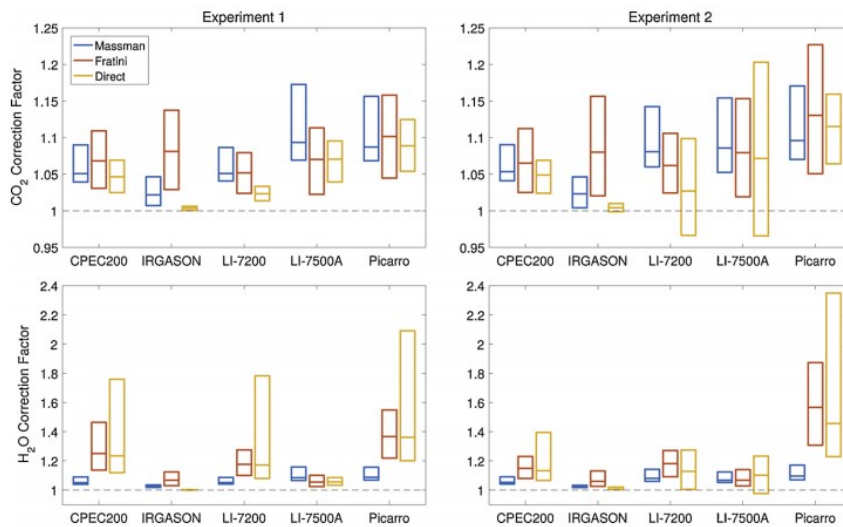 Experiment 1
Experiment 2
CO2 Correction Factor
1.25
1.2
1.15
1.1
1.05
1
0.95
Massman
Fratini
Direct
CPEC200 IRGASON LI-7200 LI-7500A Picarro
1.25
1.2
1.15
1.1
1.05
1
0.95
CPEC200 IRGASON LI-7200 LI-7500A Picarro
H2O Correction Factor
2.4
2.2
2
1.8
1.6
1.4
1.2
1
CPEC200 IRGASON LI-7200 LI-7500A Picarro
2.4
2.2
2
1.8
1.6
1.4
1.2
1
CPEC200 IRGASON LI-7200 LI-7500A Picarro